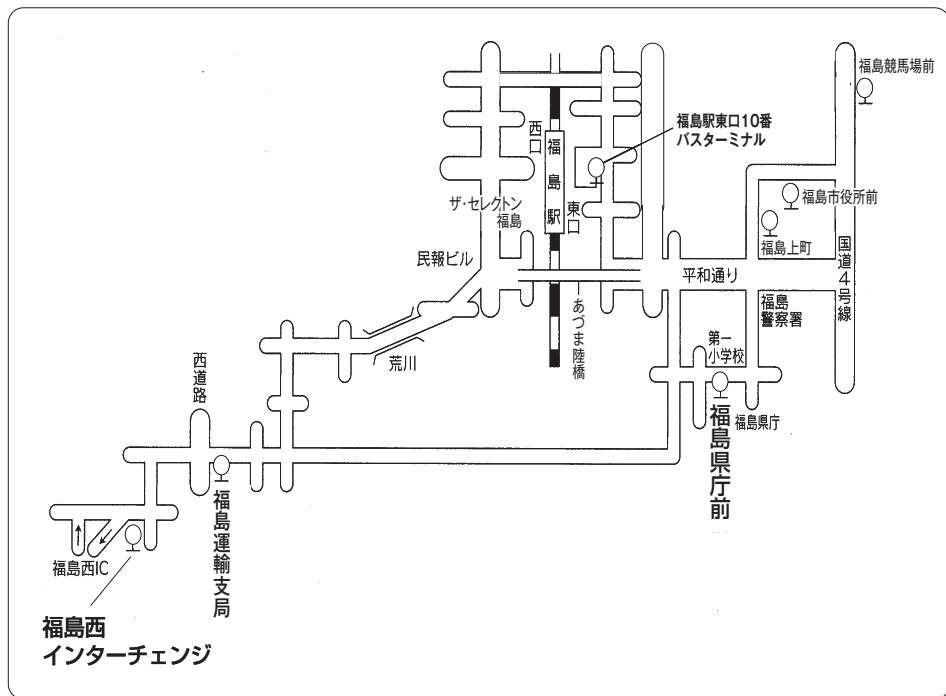 福島競馬場前
福島駅東口10番
バスターミナル
西口
福島駅
東口
ザ・セレクトン
福島
福島市役所前
福島上町
国道4号線
民報ビル
平和通り
福島
警察署
あづま陸橋
第一
小学校
荒川
西道路
福島県庁
福島県庁前
福島運輸支局
福島西IC
福島西
インターチェンジ